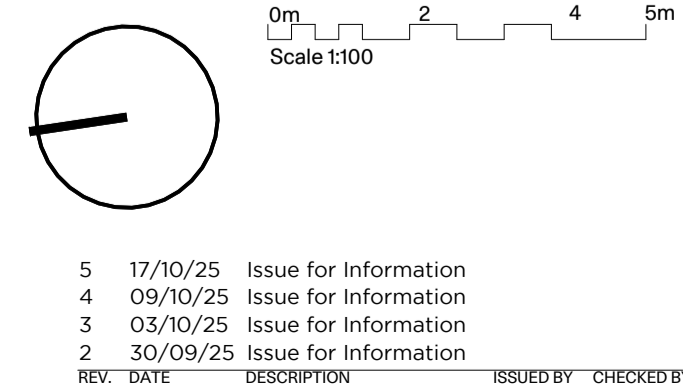 0m 2 4 5m
Scale 1:100
5 17/10/25 Issue for Information
4 09/10/25 Issue for Information
3 03/10/25 Issue for Information
2 30/09/25 Issue for Information
REV. DATE DESCRIPTION ISSUED BY CHECKED BY